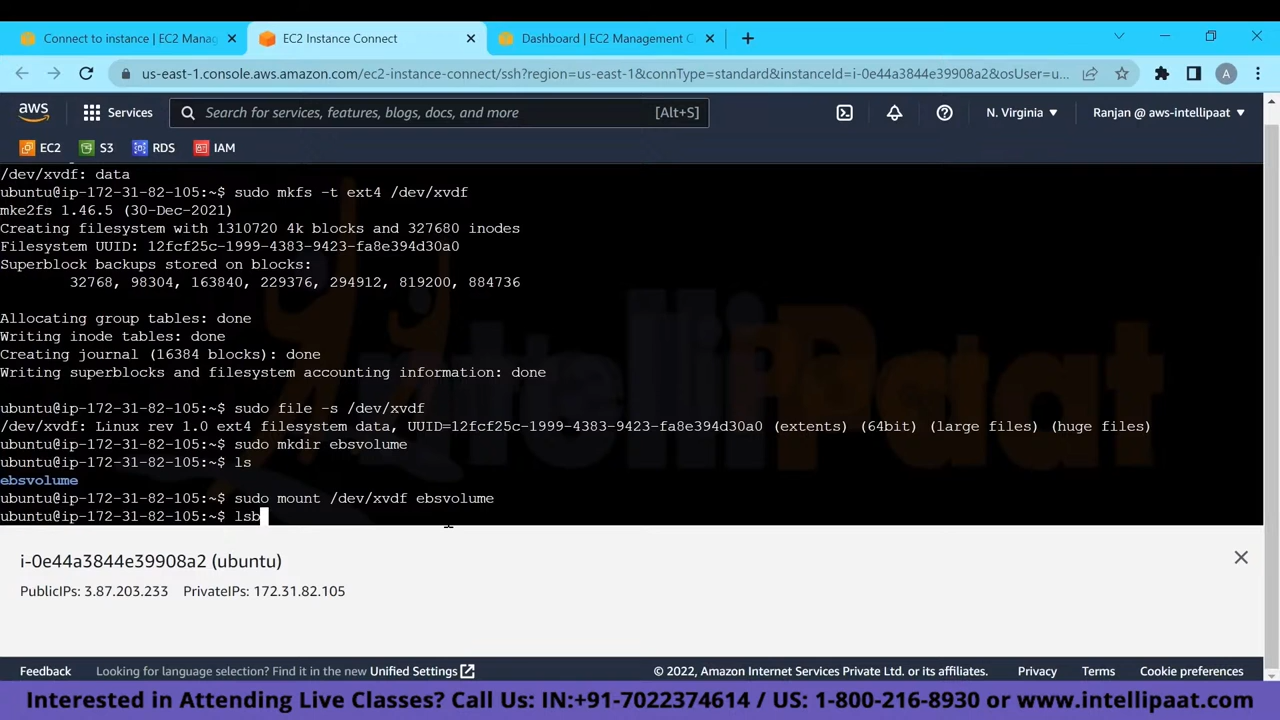 Connect to instance | EC2 Manag
EC2 Instance Connect
Dashboard | EC2 Management C
us-east-1.console.aws.amazon.com/ec2-instance-connect/ssh?region=us-east-1&connType=standard&instanceId=i-0e44a3844e39908a2&osUser=u...
A
aws
Services
Search for services, features, blogs, docs, and more
[Alt+S]
N. Virginia
Ranjan @ aws-intellipaat
EC2
S3
RDS
IAM
/dev/xvdf: data
ubuntu@ip-172-31-82-105:~$ sudo mkfs -t ext4 /dev/xvdf
mke2fs 1.46.5 (30-Dec-2021)
Creating filesystem with 1310720 4k blocks and 327680 inodes
Filesystem UUID: 12fcf25c-1999-4383-9423-fa8e394d30a0
Superblock backups stored on blocks:
32768, 98304, 163840, 229376, 294912, 819200, 884736
Allocating group tables: done
Writing inode tables: done
Creating journal (16384 blocks): done
Writing superblocks and filesystem accounting information: done
ubuntu@ip-172-31-82-105:~$ sudo file -s /dev/xvdf
/dev/xvdf: Linux rev 1.0 ext4 filesystem data, UUID=12fcf25c-1999-4383-9423-fa8e394d30a0 (extents) (64bit) (large files) (huge files)
ubuntu@ip-172-31-82-105:~$ sudo mkdir ebsvolume
ubuntu@ip-172-31-82-105:~$ ls
ebsvolume
ubuntu@ip-172-31-82-105:~$ sudo mount /dev/xvdf ebsvolume
ubuntu@ip-172-31-82-105:~$ lsb
intelliPaat
i-0e44a3844e39908a2 (ubuntu)
PublicIPs: 3.87.203.233 PrivateIPs: 172.31.82.105
Feedback
Looking for language selection? Find it in the new Unified Settings
© 2022, Amazon Internet Services Private Ltd. or its affiliates.
Privacy
Terms
Cookie preferences
Interested in Attending Live Classes? Call Us: IN:+91-7022374614 / US: 1-800-216-8930 or www.intellipaat.com